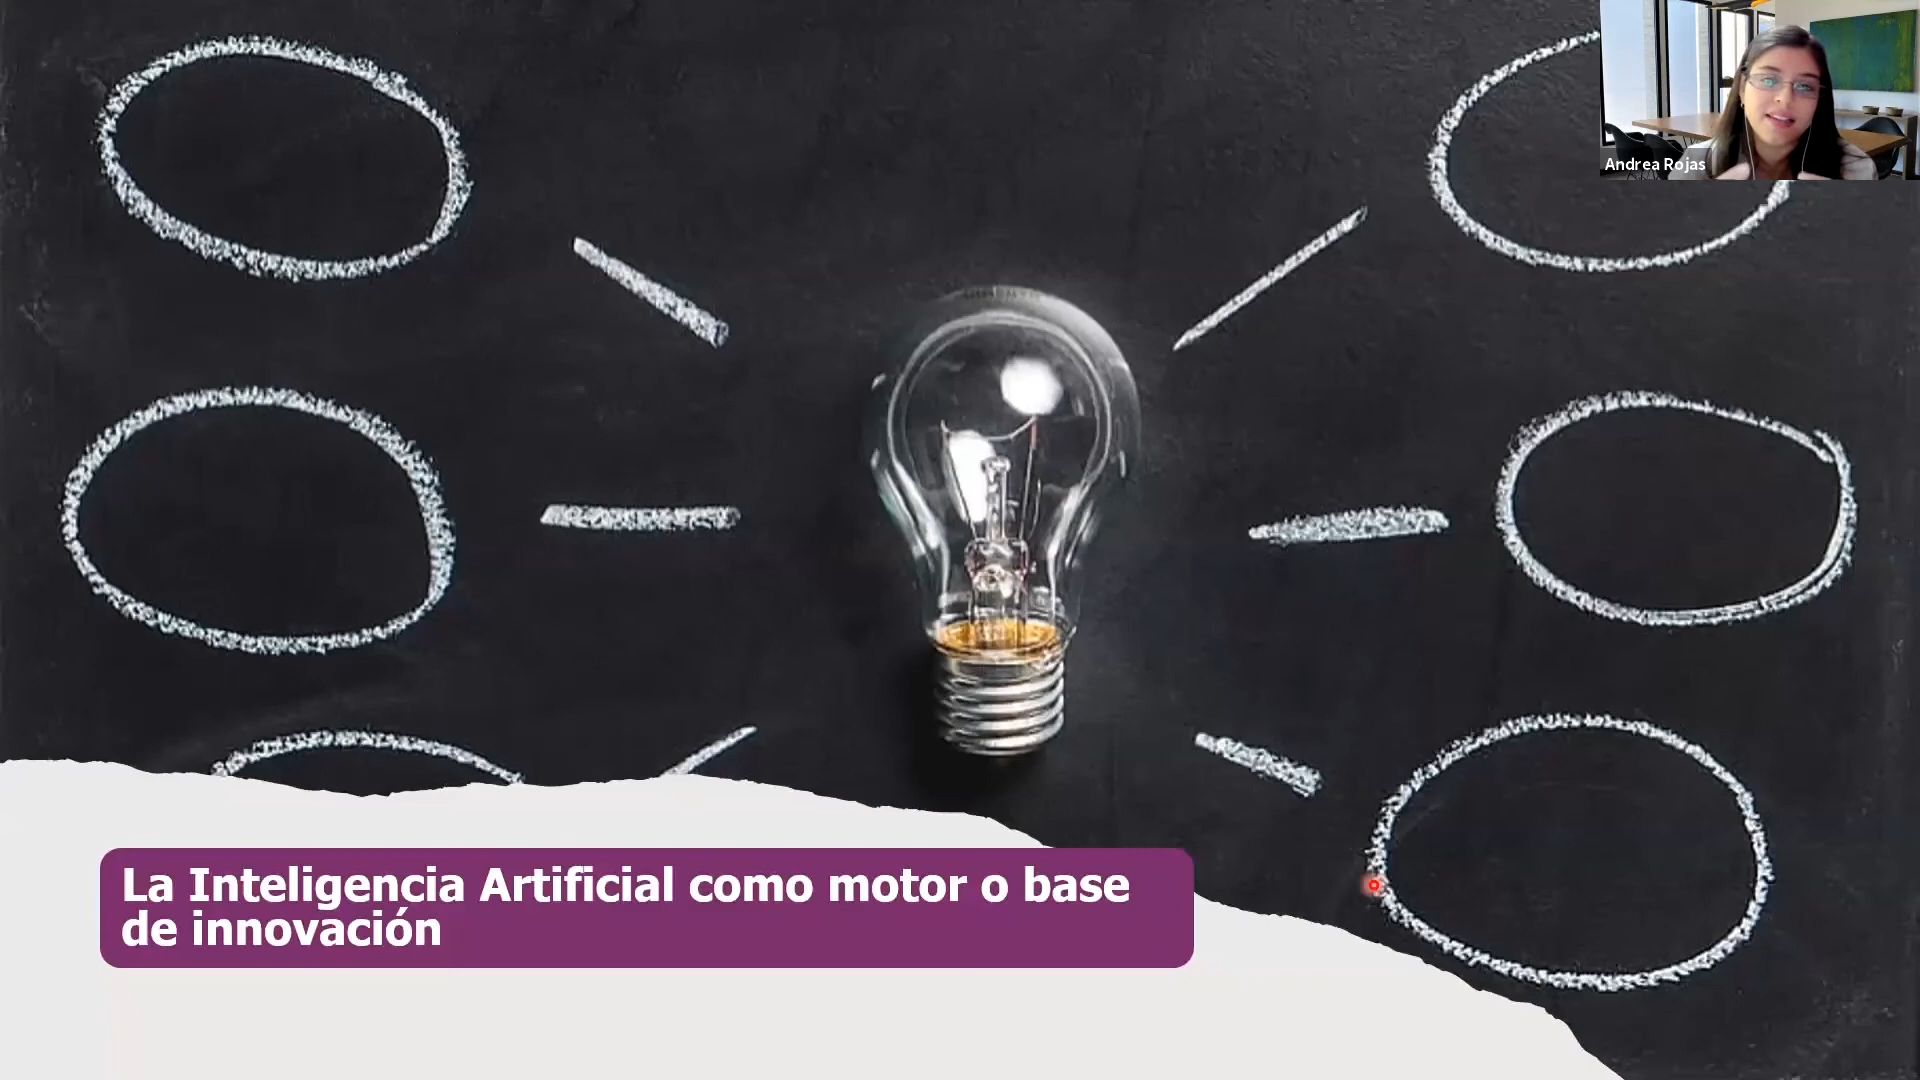 Andrea Rojas
La Inteligencia Artificial como motor o base
de innovación